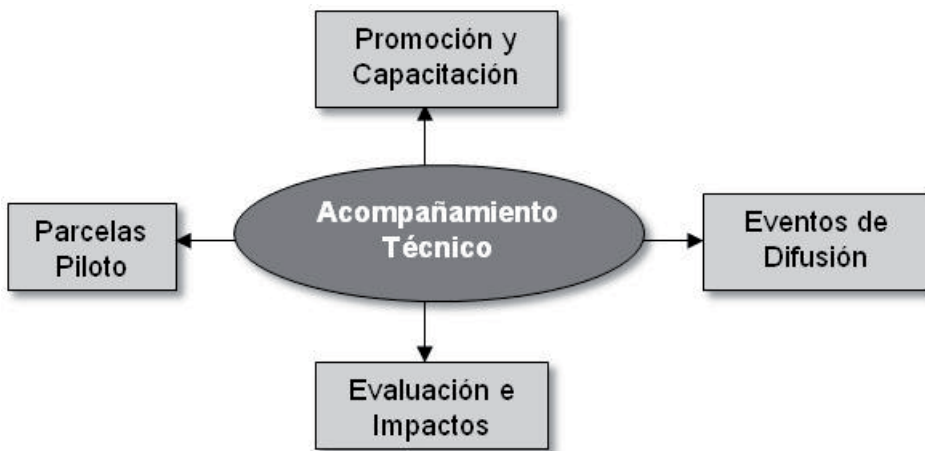 Promoción y
Capacitación
Acompañamiento
Técnico
Parcelas
Piloto
Eventos de
Difusión
Evaluación e
Impactos